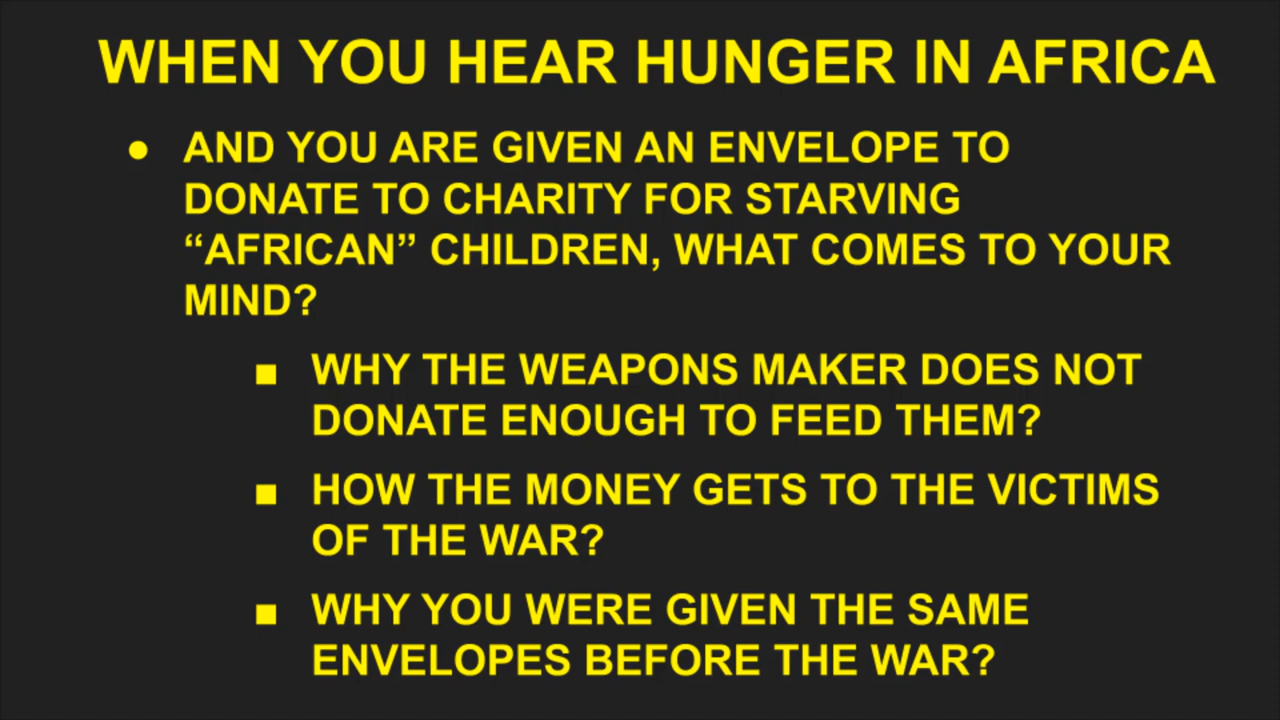 WHEN YOU HEAR HUNGER IN AFRICA
● AND YOU ARE GIVEN AN ENVELOPE TO
DONATE TO CHARITY FOR STARVING
“AFRICAN” CHILDREN, WHAT COMES TO YOUR
MIND?
■ WHY THE WEAPONS MAKER DOES NOT
DONATE ENOUGH TO FEED THEM?
■ HOW THE MONEY GETS TO THE VICTIMS
OF THE WAR?
■ WHY YOU WERE GIVEN THE SAME
ENVELOPES BEFORE THE WAR?